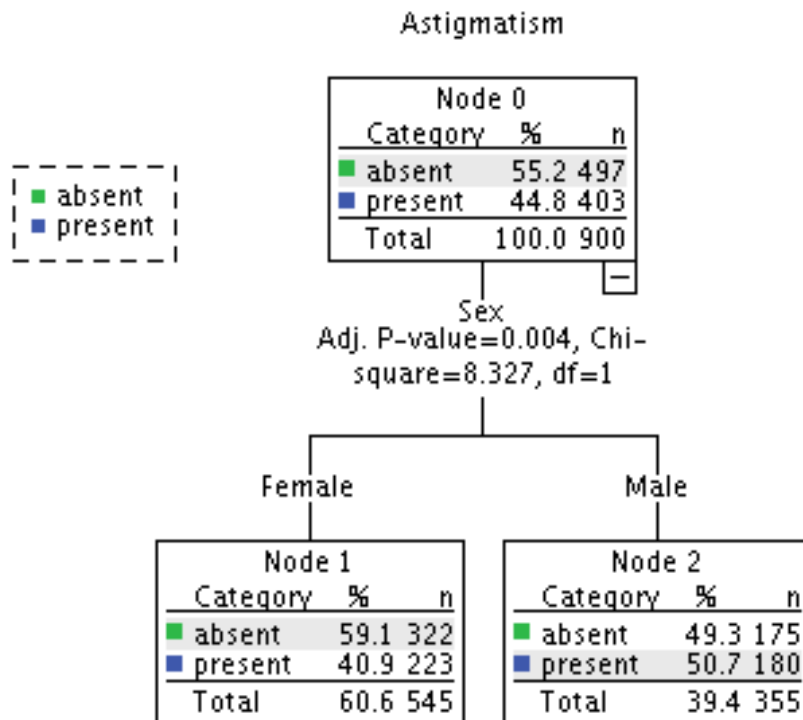 Astigmatism
absent
present
Node 0
Category % n
absent 55.2 497
present 44.8 403
Total 100.0 900
−
Sex
Adj. P-value=0.004, Chi-
square=8.327, df=1
Female
Male
Node 1
Category % n
absent 59.1 322
present 40.9 223
Total 60.6 545
Node 2
Category % n
absent 49.3 175
present 50.7 180
Total 39.4 355